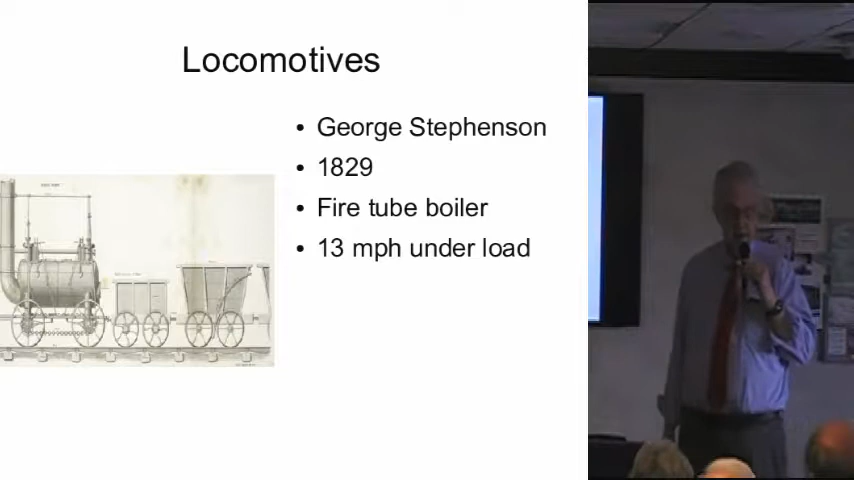 Locomotives
• George Stephenson
• 1829
• Fire tube boiler
• 13 mph under load